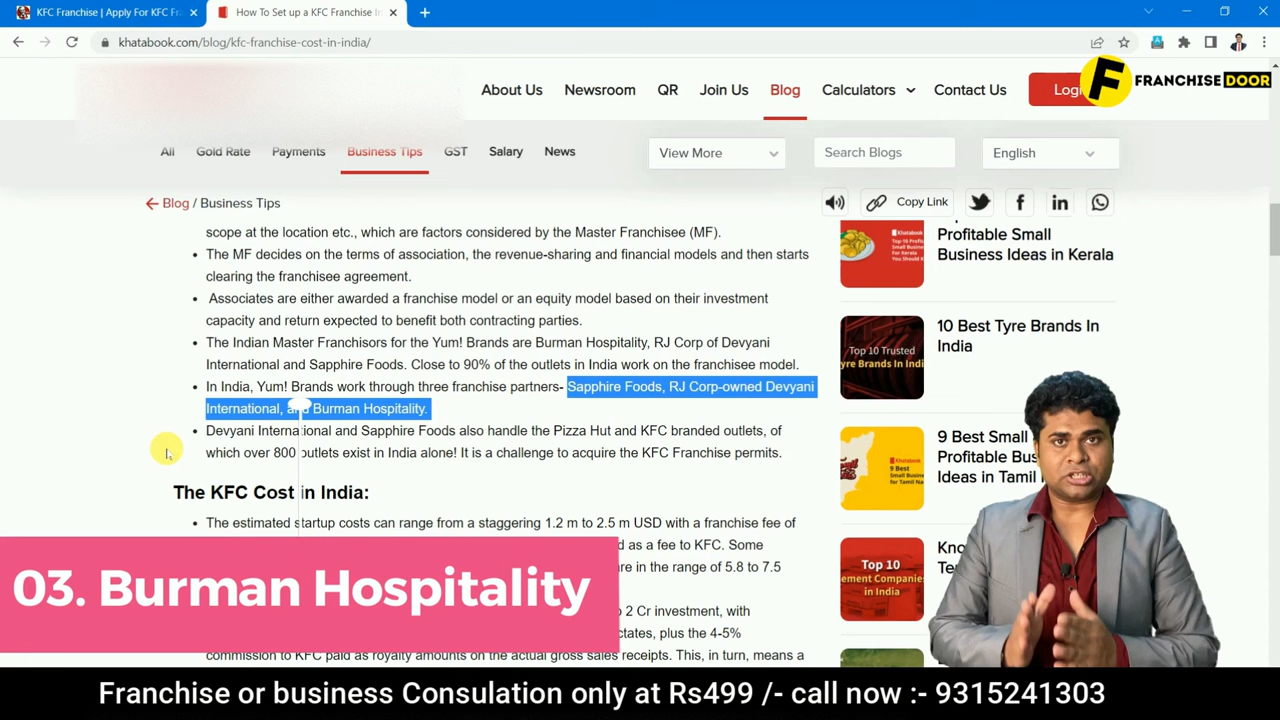 KFC Franchise | Apply For KFC Fr
How To Set up a KFC Franchise i
khatabook.com/blog/kfc-franchise-cost-in-india/
FRANCHISE DOOR
About Us
Newsroom
QR
Join Us
Blog
Calculators
Contact Us
All
Gold Rate
Payments
Business Tips
GST
Salary
News
View More
Search Blogs
English
Blog / Business Tips
Copy Link
scope at the location etc., which are factors considered by the Master Franchisee (MF).
The MF decides on the terms of association, the revenue-sharing and financial models and then starts
clearing the franchisee agreement.
Associates are either awarded a franchise model or an equity model based on their investment
capacity and return expected to benefit both contracting parties.
The Indian Master Franchisors for the Yum! Brands are Burman Hospitality, RJ Corp of Devyani
International and Sapphire Foods. Close to 90% of the outlets in India work on the franchisee model.
In India, Yum! Brands work through three franchise partners- Sapphire Foods, RJ Corp-owned Devyani
International, and Burman Hospitality.
Devyani International and Sapphire Foods also handle the Pizza Hut and KFC branded outlets, of
which over 800 outlets exist in India alone! It is a challenge to acquire the KFC Franchise permits.
The KFC Cost in India:
The estimated startup costs can range from a staggering 1.2 m to 2.5 m USD with a franchise fee of
d as a fee to KFC. Some
are in the range of 5.8 to 7.5
2 Cr investment, with
plus the 4-5%
commission to KFC paid as royalty amounts on the actual gross sales receipts. This, in turn, means a
Profitable Small
Business Ideas in Kerala
Top 10 Trusted
Tyre Brands In Indi
10 Best Tyre Brands In
India
9 Best
Small
9 Best Small
Profitable Bus
Ideas in Tamil
Top 10
Cement Companies
in India
03. Burman Hospitality
Franchise or business Consulation only at Rs499 /- call now :- 9315241303